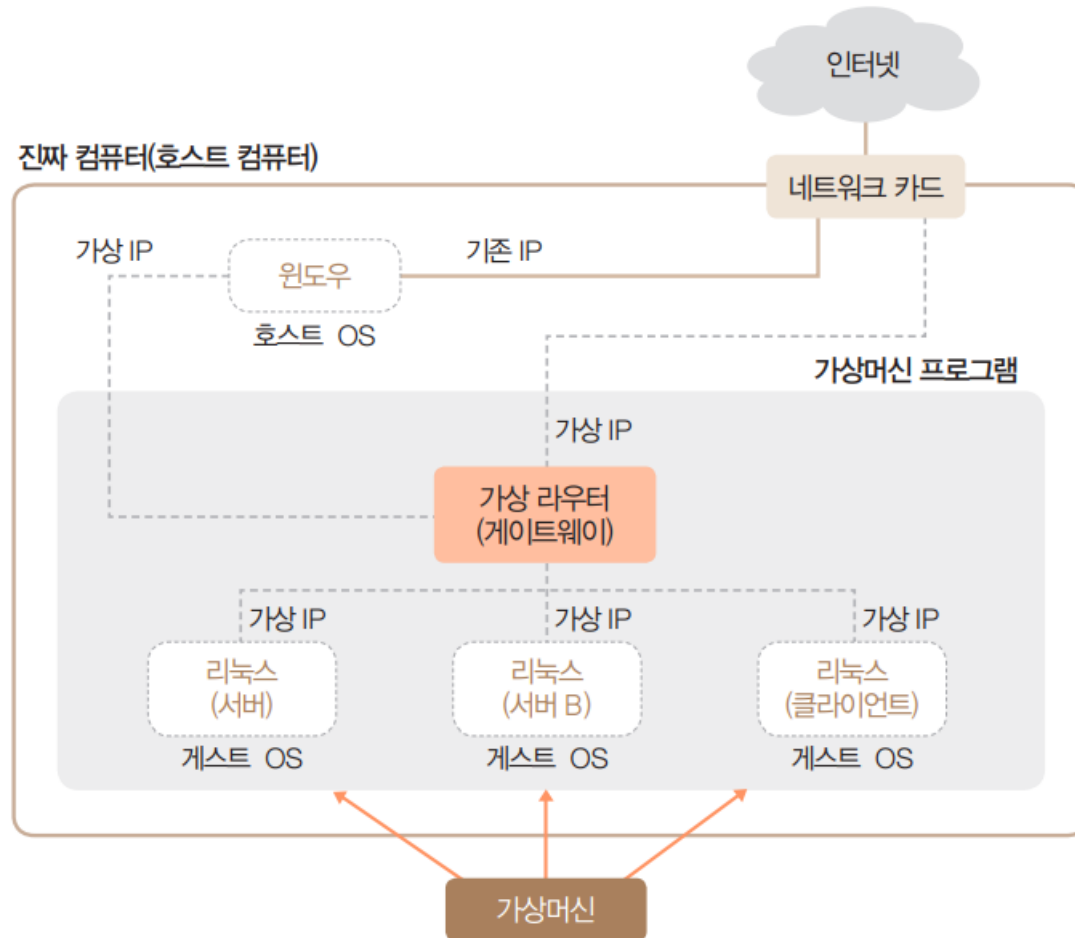 인터넷
진짜 컴퓨터(호스트 컴퓨터)
네트워크 카드
가상 IP
기존 IP
윈도우
호스트 OS
가상머신 프로그램
가상 IP
가상 라우터
(게이트웨이)
가상 IP
가상 IP
가상 IP
리눅스
(서버)
리눅스
(서버 B)
리눅스
(클라이언트)
게스트 OS
게스트 OS
게스트 OS
가상머신